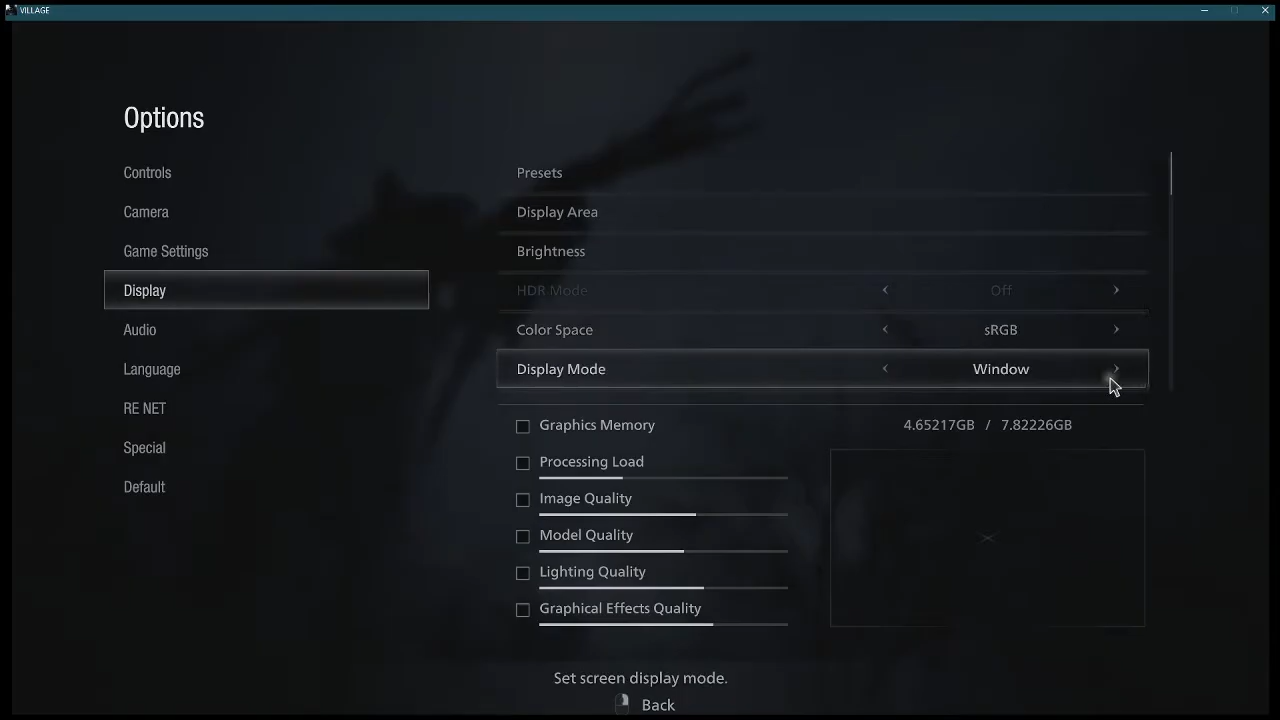 VILLAGE
Options
Controls
Camera
Game Settings
Display
Audio
Language
RE NET
Special
Default
Presets
Display Area
Brightness
HDR Mode Off
Color Space sRGB
Display Mode Window
Graphics Memory 4.65217GB / 7.82226GB
Processing Load
Image Quality
Model Quality
Lighting Quality
Graphical Effects Quality
Set screen display mode.
Back